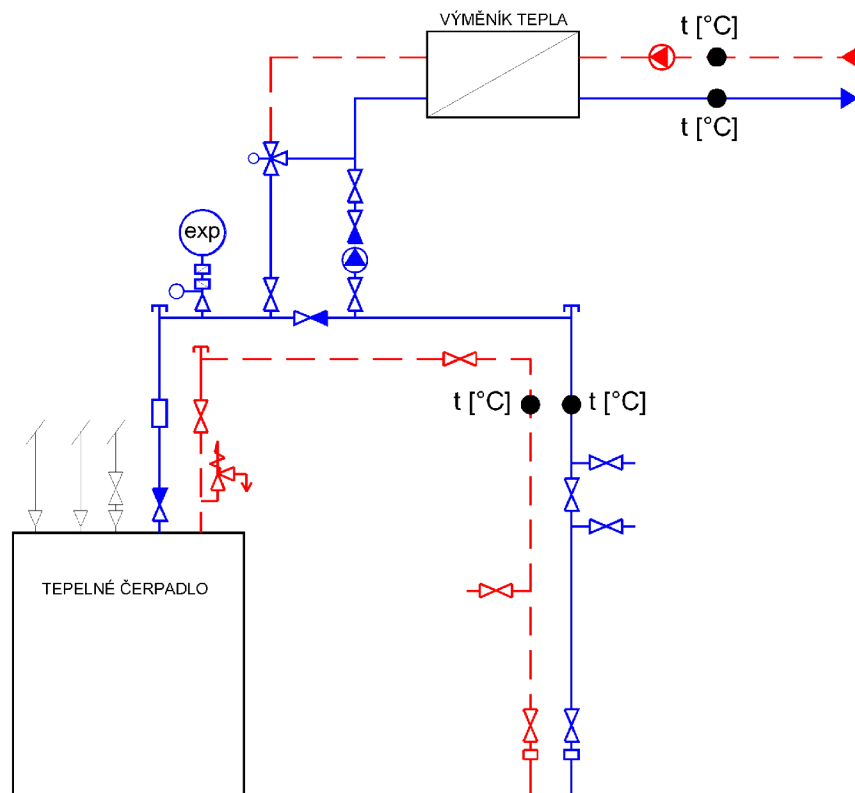 VÝMĚNÍK TEPLA
t [°C]
t [°C]
exp
t [°C]
t [°C]
TEPELNÉ ČERPADLO